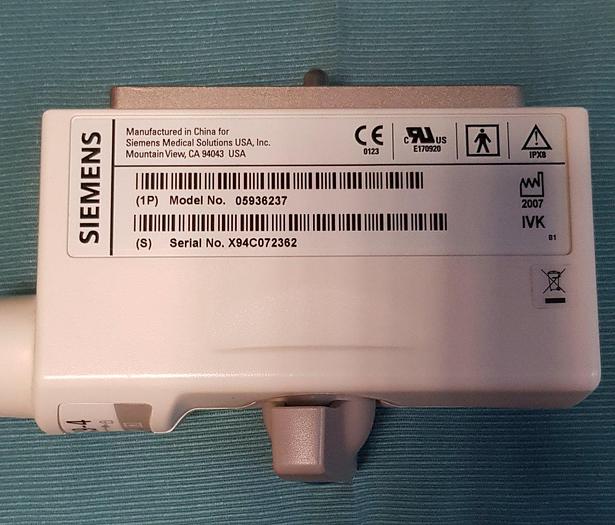 SIEMENS
Manufactured in China for
Siemens Medical Solutions USA, Inc.
Mountain View, CA 94043 USA
CE
0123
C UL US
E170920
IPX8
(1P) Model No. 05936237
2007
(S) Serial No. X94C072362
IVK